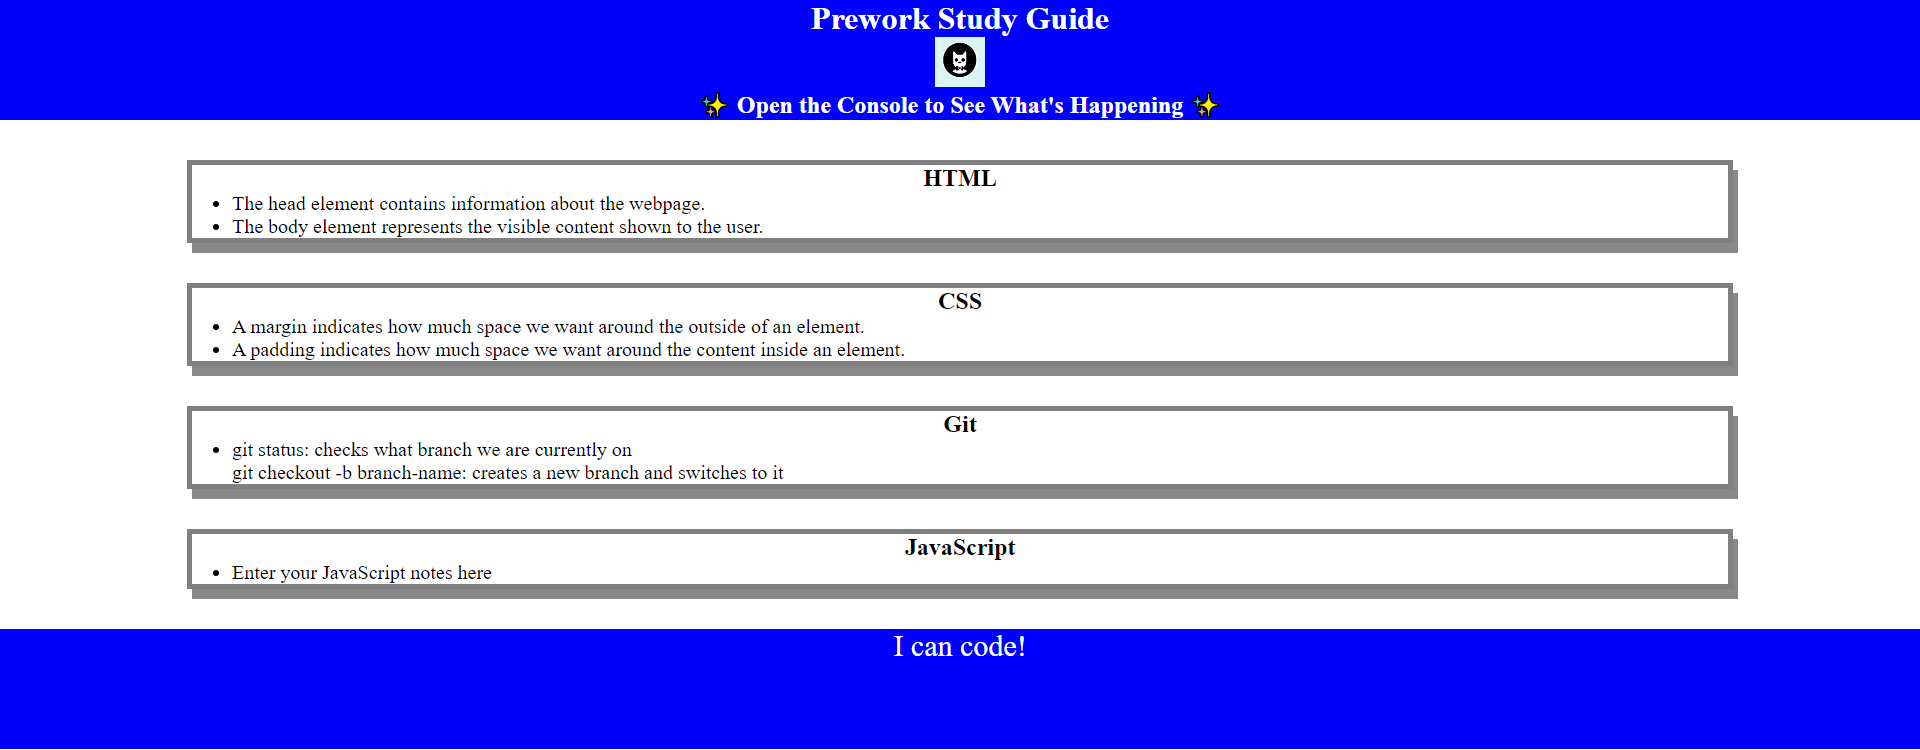 Prework Study Guide
✨ Open the Console to See What's Happening ✨
HTML
• The head element contains information about the webpage.
• The body element represents the visible content shown to the user.
CSS
• A margin indicates how much space we want around the outside of an element.
• A padding indicates how much space we want around the content inside an element.
Git
• git status: checks what branch we are currently on
git checkout -b branch-name: creates a new branch and switches to it
JavaScript
• Enter your JavaScript notes here
I can code!